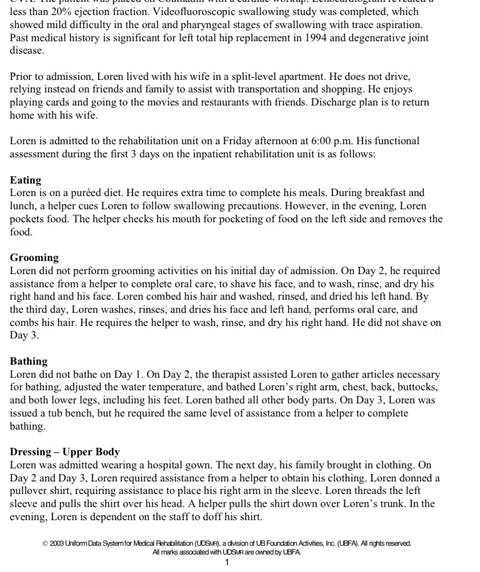 less than 20% ejection fraction. Videofluoroscopic swallowing study was completed, which
showed mild difficulty in the oral and pharyngeal stages of swallowing with trace aspiration.
Past medical history is significant for left total hip replacement in 1994 and degenerative joint
disease.
Prior to admission, Loren lived with his wife in a split-level apartment. He does not drive,
relying instead on friends and family to assist with transportation and shopping. He enjoys
playing cards and going to the movies and restaurants with friends. Discharge plan is to return
home with his wife.
Loren is admitted to the rehabilitation unit on a Friday afternoon at 6:00 p.m. His functional
assessment during the first 3 days on the inpatient rehabilitation unit is as follows:
Eating
Loren is on a puréed diet. He requires extra time to complete his meals. During breakfast and
lunch, a helper cues Loren to follow swallowing precautions. However, in the evening, Loren
pockets food. The helper checks his mouth for pocketing of food on the left side and removes the
food.
Grooming
Loren did not perform grooming activities on his initial day of admission. On Day 2, he required
assistance from a helper to complete oral care, to shave his face, and to wash, rinse, and dry his
right hand and his face. Loren combed his hair and washed, rinsed, and dried his left hand. By
the third day, Loren washes, rinses, and dries his face and left hand, performs oral care, and
combs his hair. He requires the helper to wash, rinse, and dry his right hand. He did not shave on
Day 3.
Bathing
Loren did not bathe on Day 1. On Day 2, the therapist assisted Loren to gather articles necessary
for bathing, adjusted the water temperature, and bathed Loren's right arm, chest, back, buttocks,
and both lower legs, including his feet. Loren bathed all other body parts. On Day 3, Loren was
issued a tub bench, but he required the same level of assistance from a helper to complete
bathing.
Dressing – Upper Body
Loren was admitted wearing a hospital gown. The next day, his family brought in clothing. On
Day 2 and Day 3, Loren required assistance from a helper to obtain his clothing. Loren donned a
pullover shirt, requiring assistance to place his right arm in the sleeve. Loren threads the left
sleeve and pulls the shirt over his head. A helper pulls the shirt down over Loren's trunk. In the
evening, Loren is dependent on the staff to doff his shirt.
© 2003 Uniform Data System for Medical Rehabilitation (UDSMR), a division of UB Foundation Activities, Inc. (UBFA). All rights reserved.
All marks associated with UDSMR are owned by UBFA.
1